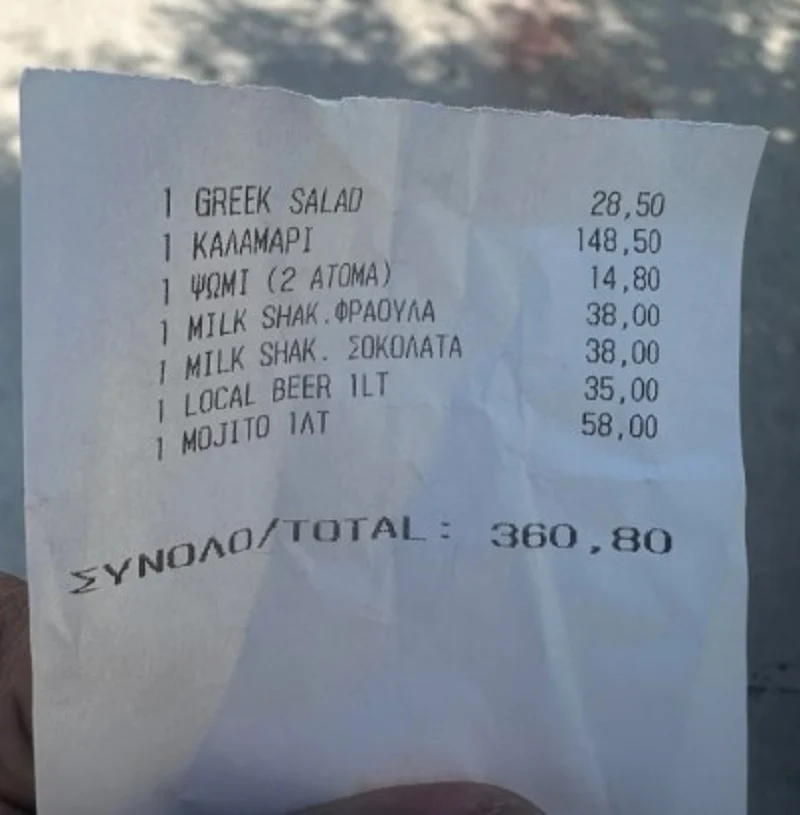 1 GREEK SALAD 28,50
1 ΚΑΛΑΜΑΡΙ 148,50
1 ΨΩΜΙ (2 ΑΤΟΜΑ) 14,80
1 MILK SHAK.ΦΡΑΟΥΛΑ 38,00
1 MILK SHAK. ΣΟΚΟΛΑΤΑ 38,00
1 LOCAL BEER 1LT 35,00
1 MOJITO 1ΛΤ 58,00
ΣΥΝΟΛΟ/TOTAL: 360,80